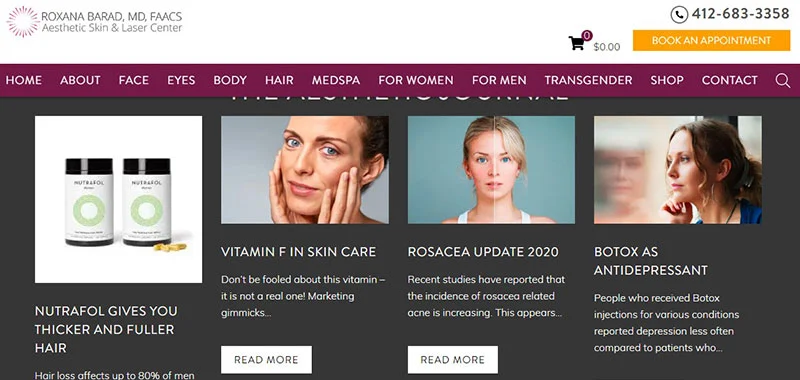 ROXANA BARAD, MD, FAACS
Aesthetic Skin & Laser Center
412-683-3358
0
$0.00
BOOK AN APPOINTMENT
HOME ABOUT FACE EYES BODY HAIR MEDSPA FOR WOMEN FOR MEN TRANSGENDER SHOP CONTACT
THE AESTHETIC JOURNAL
NUTRAFOL
NUTRAFOL
NUTRAFOL GIVES YOU
THICKER AND FULLER
HAIR
Hair loss affects up to 80% of men
VITAMIN F IN SKIN CARE
Don’t be fooled about this vitamin –
it is not a real one! Marketing
gimmicks...
READ MORE
ROSACEA UPDATE 2020
Recent studies have reported that
the incidence of rosacea related
acne is increasing. This appears...
READ MORE
BOTOX AS
ANTIDEPRESSANT
People who received Botox
injections for various conditions
reported depression less often
compared to patients who...